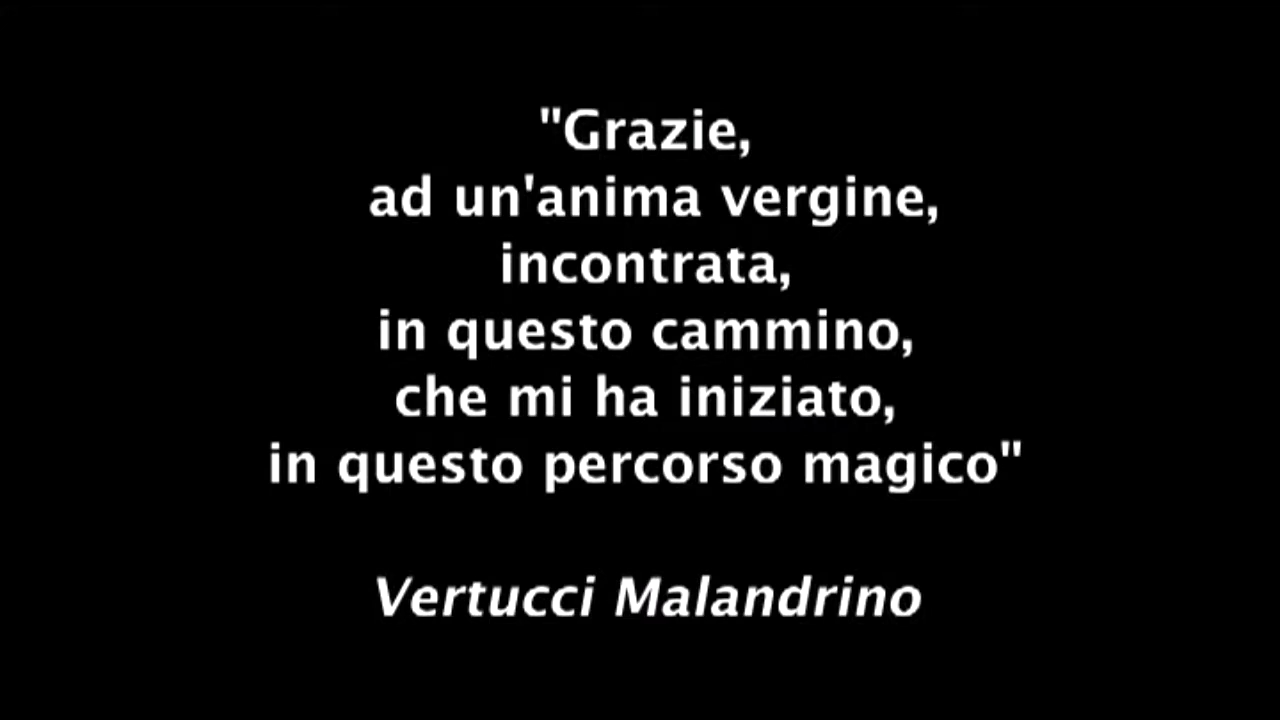 "Grazie,
ad un'anima vergine,
incontrata,
in questo cammino,
che mi ha iniziato,
in questo percorso magico"
Vertucci Malandrino